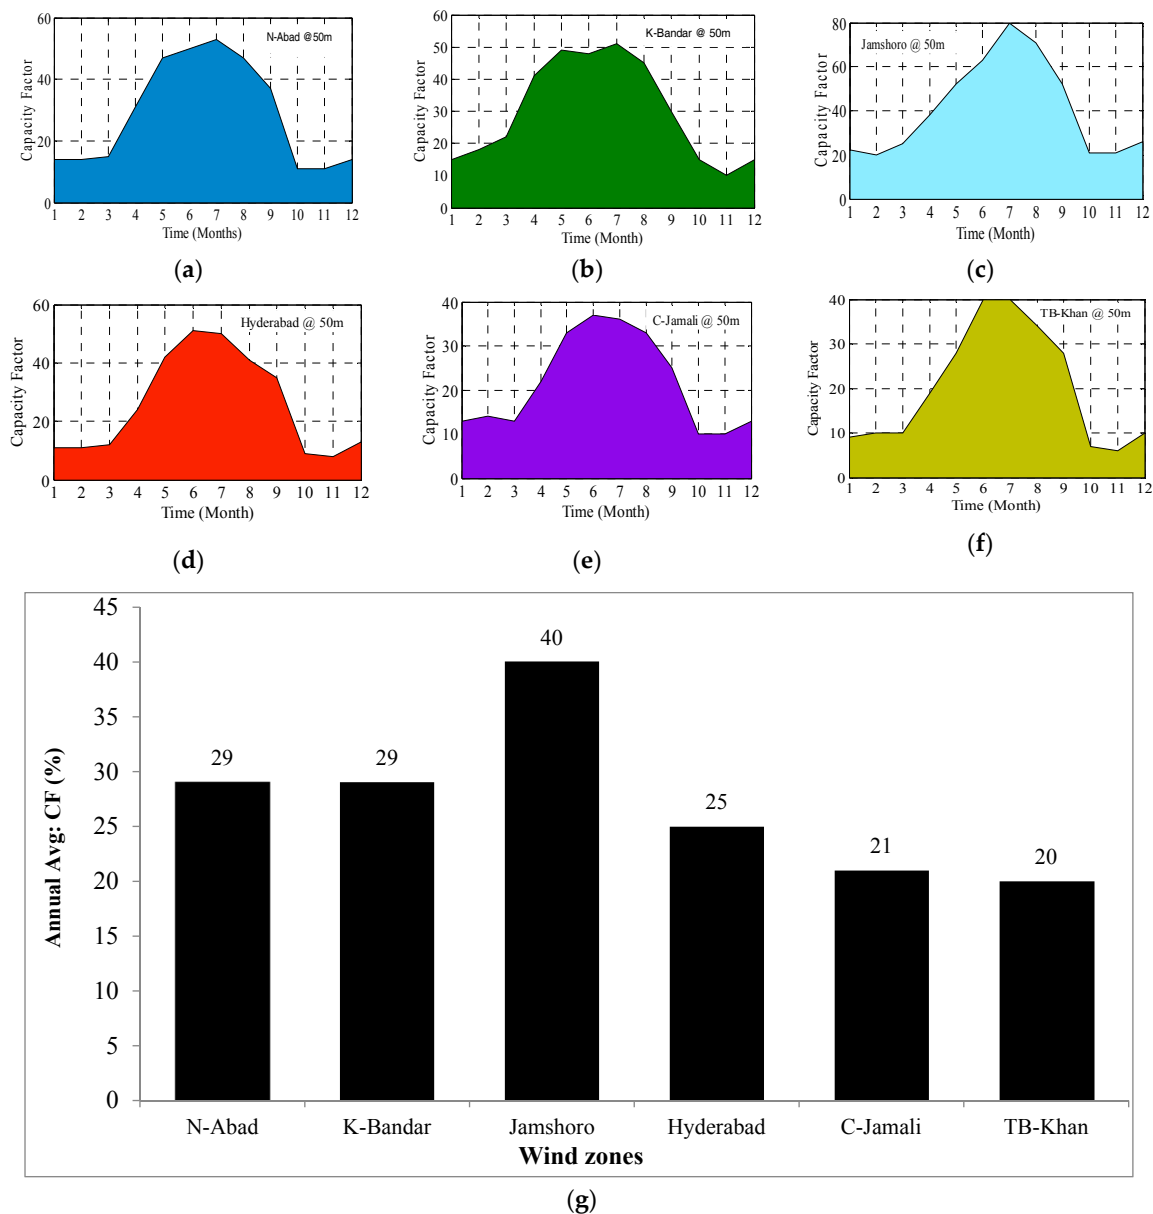 60
40
20
0
Capacity Factor
N-Abad @50m
1 2 3 4 5 6 7 8 9 10 11 12
Time (Months)
(a)
60
50
40
30
20
10
0
Capacity Factor
K-Bandar @ 50m
1 2 3 4 5 6 7 8 9 10 11 12
Time (Month)
(b)
80
60
40
20
0
Capacity Factor
Jamshoro @ 50m
1 2 3 4 5 6 7 8 9 10 11 12
Time (Month)
(c)
60
40
20
0
Capacity Factor
Hyderabad @ 50m
1 2 3 4 5 6 7 8 9 10 11 12
Time (Month)
(d)
40
30
20
10
0
Capacity Factor
C-Jamali @ 50m
1 2 3 4 5 6 7 8 9 10 11 12
Time (Month)
(e)
40
30
20
10
0
Capacity Factor
TB-Khan @ 50m
1 2 3 4 5 6 7 8 9 10 11 12
Time (Month)
(f)
45
40
35
30
25
20
15
10
5
0
Annual Avg: CF (%)
29 29 40 25 21 20
N-Abad K-Bandar Jamshoro Hyderabad C-Jamali TB-Khan
Wind zones
(g)